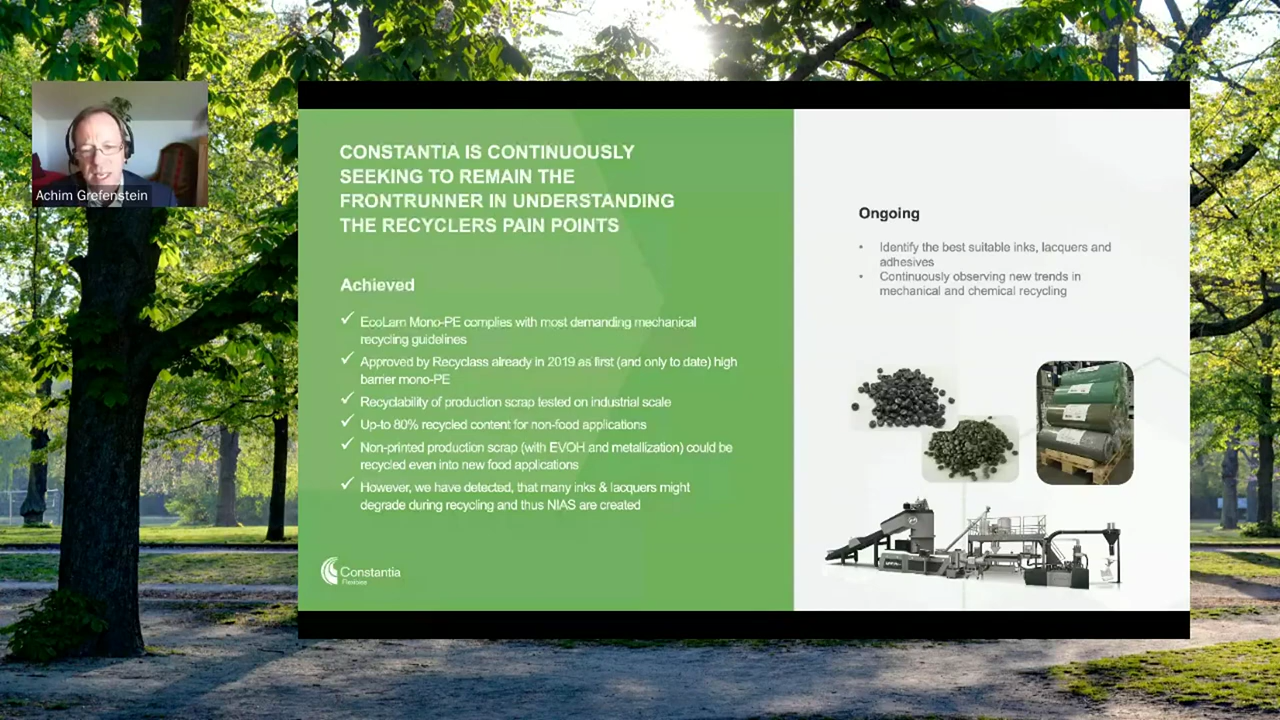 Achim Grefenstein
CONSTANTIA IS CONTINUOUSLY
SEEKING TO REMAIN THE
FRONTRUNNER IN UNDERSTANDING
THE RECYCLERS PAIN POINTS
Achieved
EcoLam Mono-PE complies with most demanding mechanical
recycling guidelines
Approved by Recyclass already in 2019 as first (and only to date) high
barrier mono-PE
Recyclability of production scrap tested on industrial scale
Up-to 80% recycled content for non-food applications
Non-printed production scrap (with EVOH and metallization) could be
recycled even into new food applications
However, we have detected, that many inks & lacquers might
degrade during recycling and thus NIAS are created
Constantia
Flexibles
Ongoing
• Identify the best suitable inks, lacquers and
adhesives
• Continuously observing new trends in
mechanical and chemical recycling